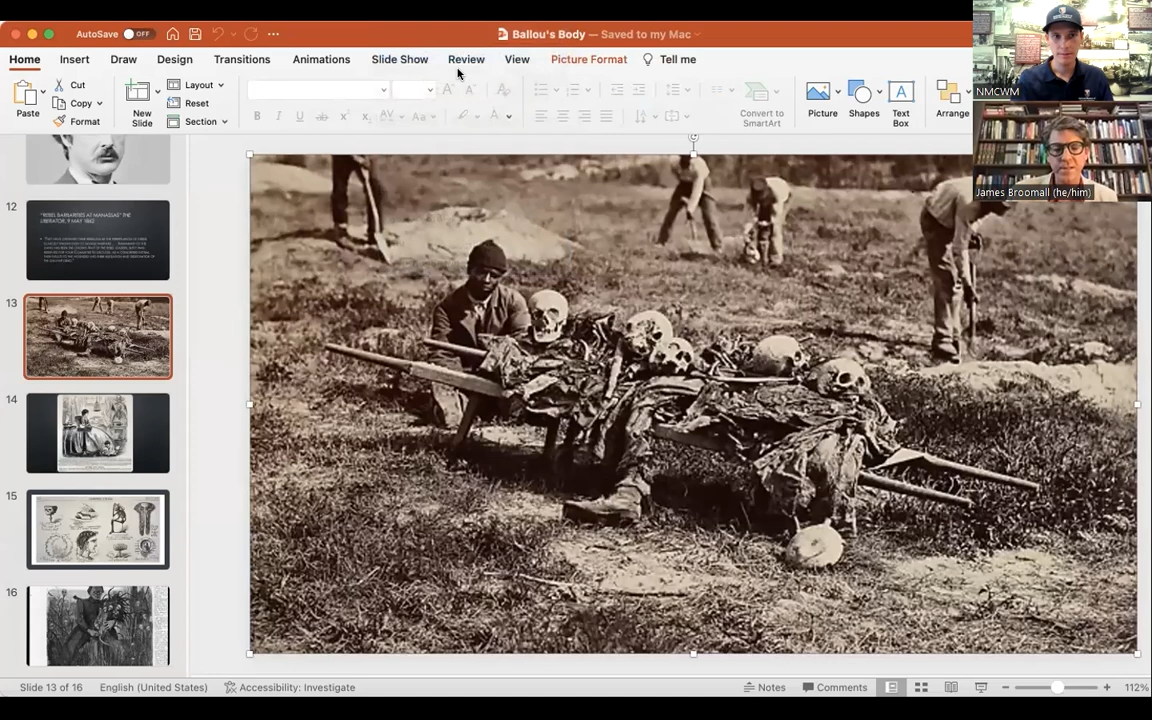 AutoSave OFF
Ballou's Body — Saved to my Mac
Home Insert Draw Design Transitions Animations Slide Show Review View Picture Format Tell me
Paste
Cut
Copy
Format
New
Slide
Layout
Reset
Section
B I U ab x x AV Aa A
Convert to
SmartArt
Picture
Shapes
Text
Box
Arrange
NMCWM
James Broomall (he/him)
12
"REBEL BARBARITIES AT MANASSAS" THE
LIBERATOR, 9 MAY 1862
13
14
15
16
Slide 13 of 16 English (United States) Accessibility: Investigate Notes Comments 112%